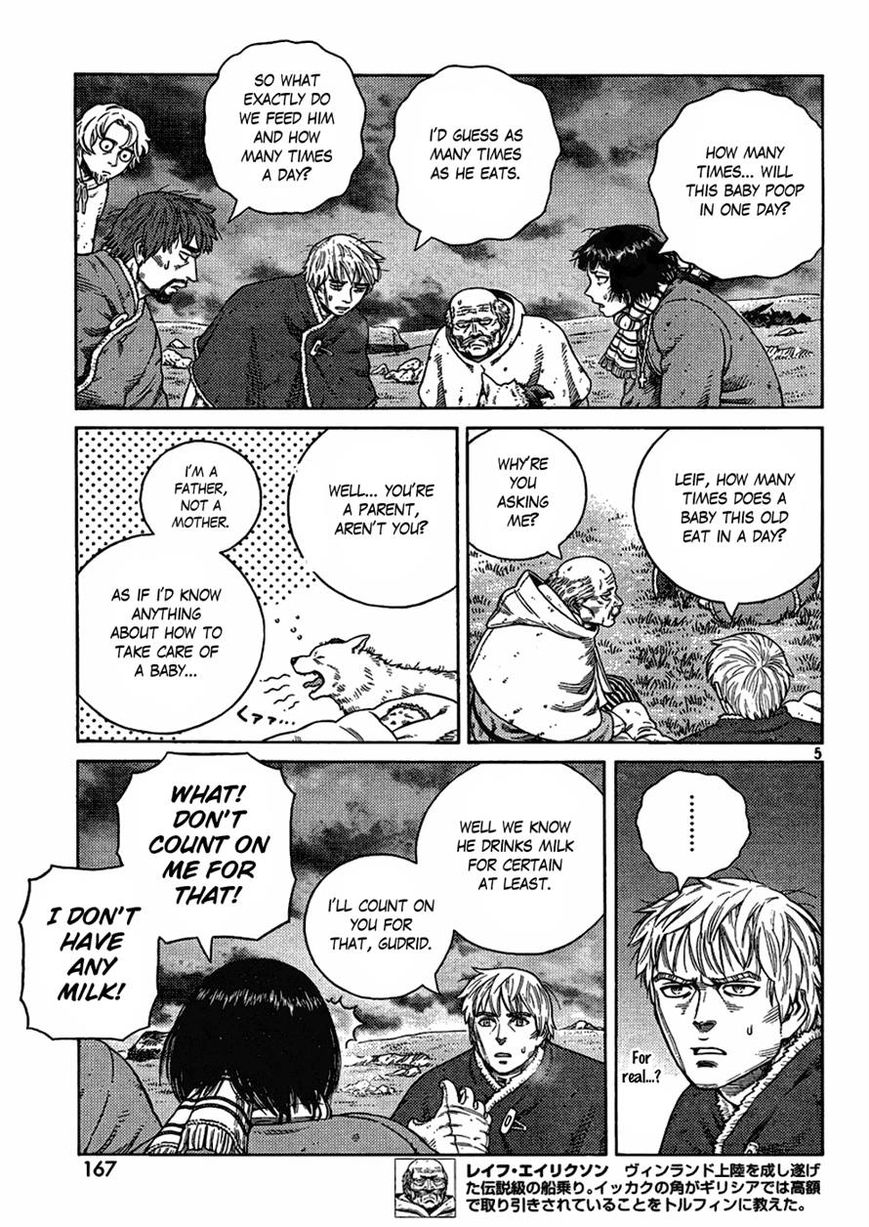 HOW MANY
TIMES... WILL
THIS BABY POOP
IN ONE DAY?
I'D GUESS AS
MANY TIMES
AS HE EATS.
SO WHAT
EXACTLY DO
WE FEED HIM
AND HOW
MANY TIMES
A DAY?
LEIF, HOW MANY
TIMES DOES A
BABY THIS OLD
EAT IN A DAY?
WHY'RE
YOU
ASKING
ME?
WELL... YOU'RE
A PARENT,
AREN'T YOU?
I'M A
FATHER,
NOT A
MOTHER.
AS IF I'D KNOW
ANYTHING
ABOUT HOW TO
TAKE CARE OF
A BABY...
くァァ...
5
........
For
real...?
WELL WE KNOW
HE DRINKS MILK
FOR CERTAIN
AT LEAST.
I'LL COUNT ON
YOU FOR
THAT, GUDRID.
WHAT!
DON'T
COUNT ON
ME FOR
THAT!
I DON'T
HAVE
ANY
MILK!
167
レイフ・エイリクソン ヴィンランド上陸を成し遂げ
た伝説級の船乗り。イッカクの角がギリシアでは高額
で取り引きされていることをトルフィンに教えた。